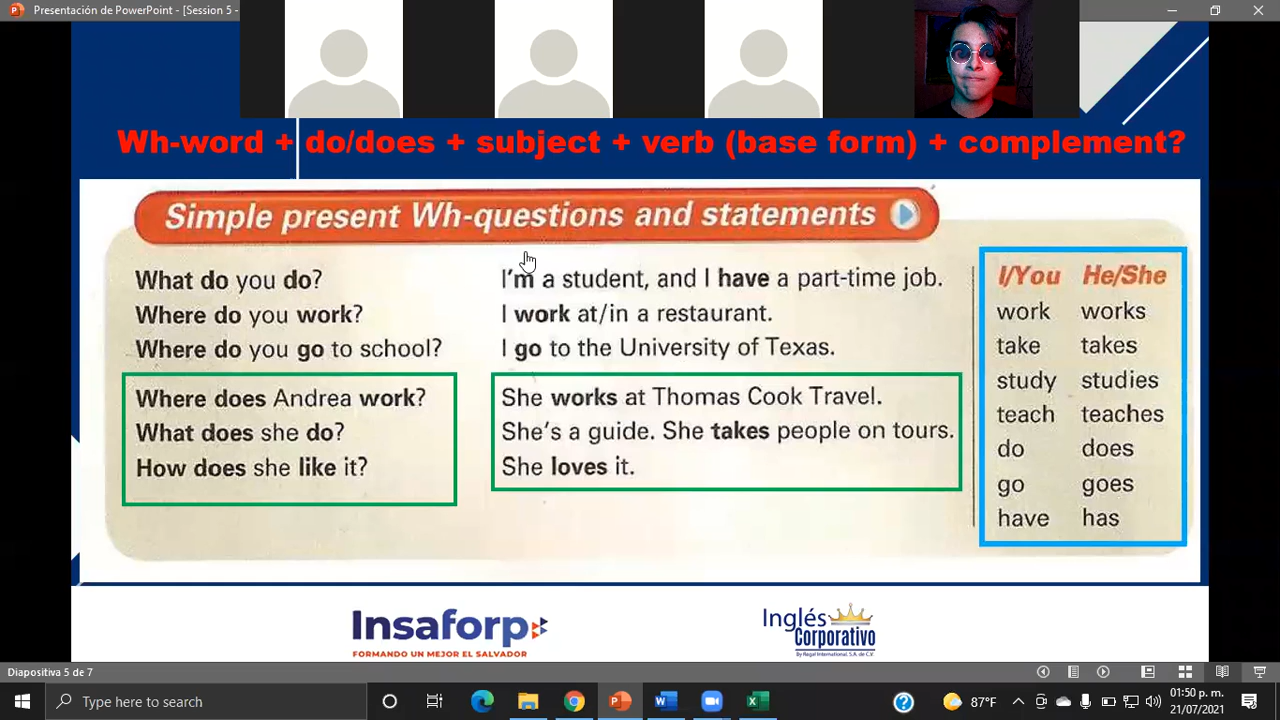 Presentación de PowerPoint - [Session 5 -
Wh-word + do/does + subject + verb (base form) + complement?
Simple present Wh-questions and statements
What do you do?
Where do you work?
Where do you go to school?
Where does Andrea work?
What does she do?
How does she like it?
I'm a student, and I have a part-time job.
I work at/in a restaurant.
I go to the University of Texas.
She works at Thomas Cook Travel.
She's a guide. She takes people on tours.
She loves it.
I/You He/She
work works
take takes
study studies
teach teaches
do does
go goes
have has
Insaforp
FORMANDO UN MEJOR EL SALVADOR
Inglés
Corporativo
By Regal International, S.A. de C.V.
Diapositiva 5 de 7
Type here to search
87°F
01:50 p. m.
21/07/2021